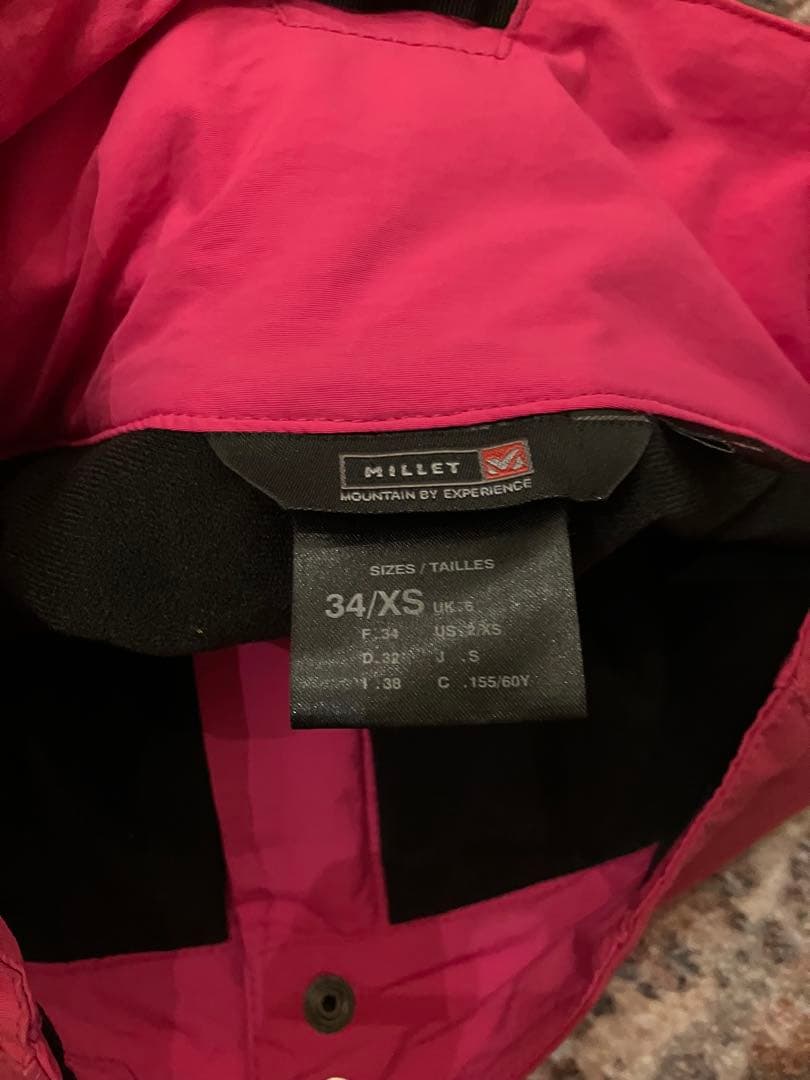 MILLET
MOUNTAIN BY EXPERIENCE
SIZES / TAILLES
34/XS UK.6
F.34 US.2/XS
D.32 J .S
I.38 C .155/60Y